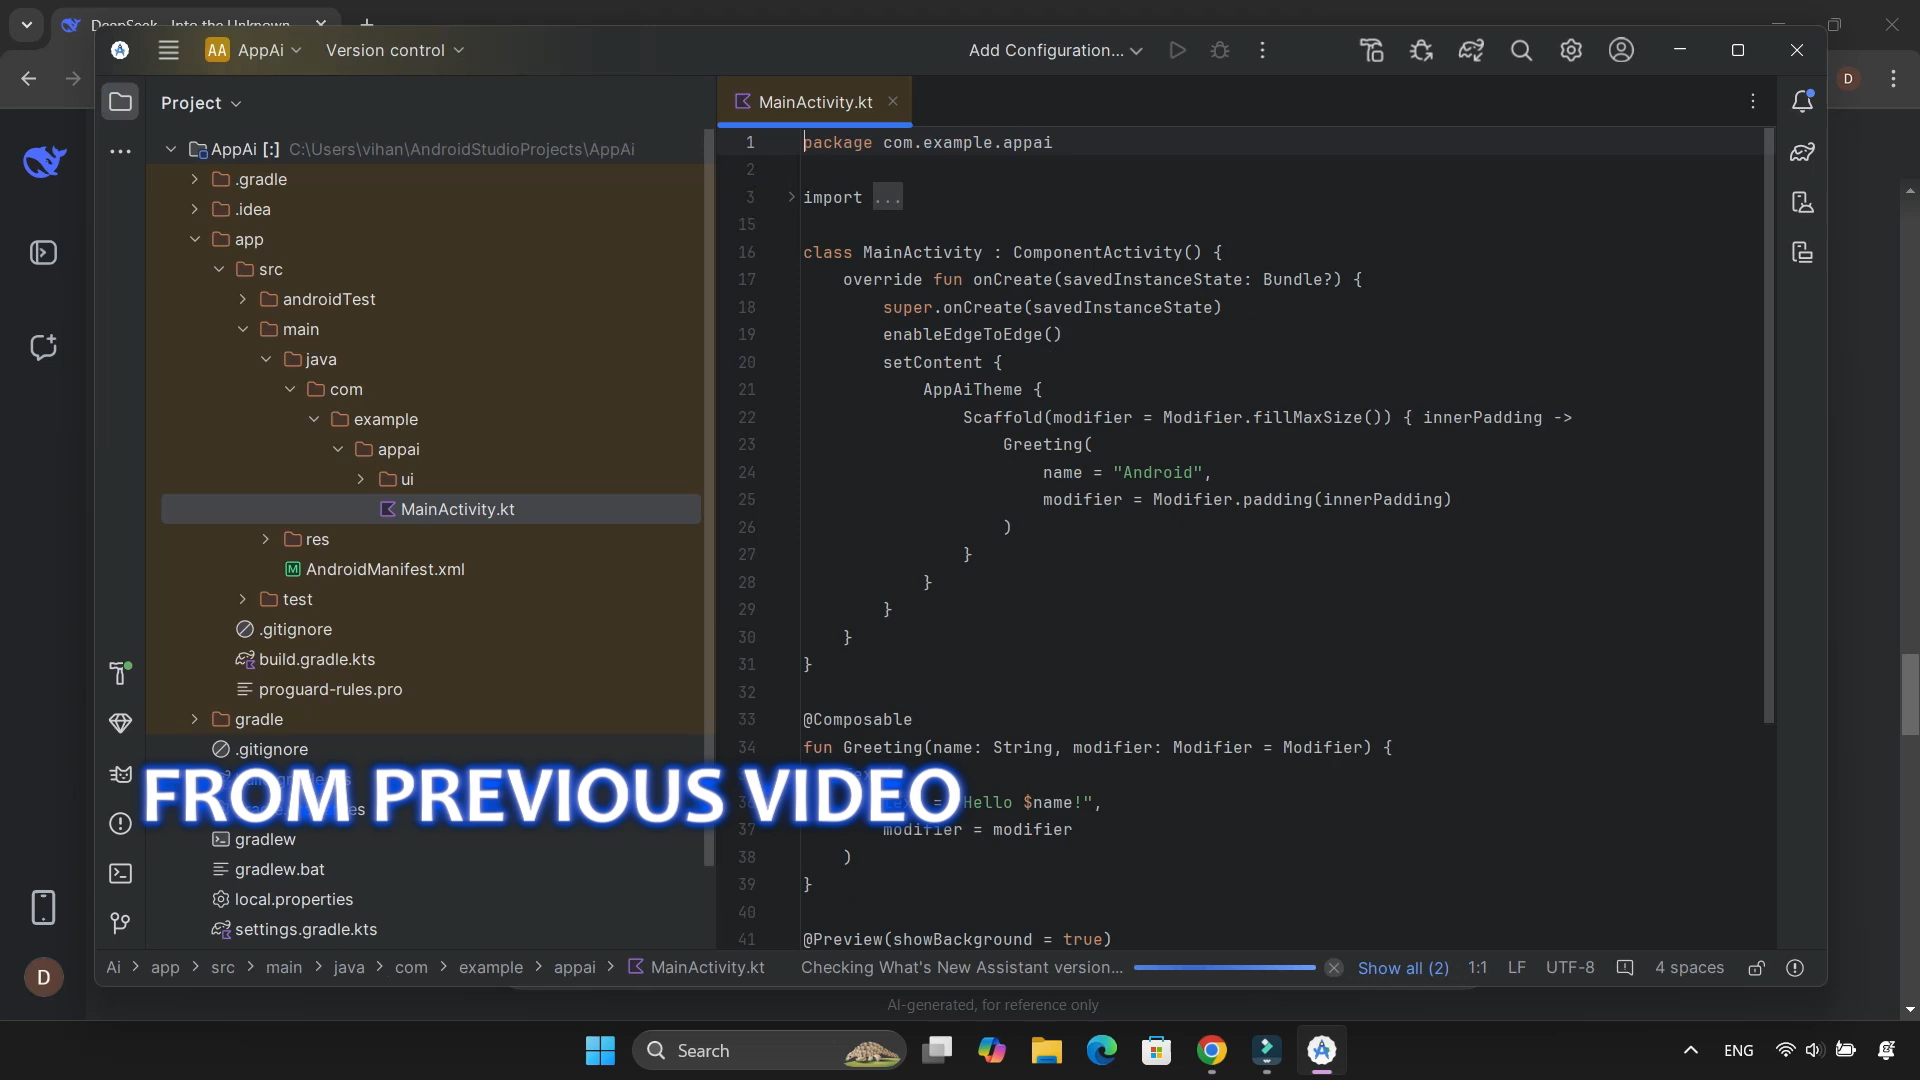 DeepSeek - Into the Unknown
AA AppAi
Version control
Add Configuration...
D
Project
MainActivity.kt
AppAi [:] C:\Users\vihan\AndroidStudioProjects\AppAi
.gradle
.idea
app
src
androidTest
main
java
com
example
appai
ui
MainActivity.kt
res
AndroidManifest.xml
test
.gitignore
build.gradle.kts
proguard-rules.pro
gradle
.gitignore
gradlew
gradlew.bat
local.properties
settings.gradle.kts
1 package com.example.appai
2
3 import ...
15
16 class MainActivity : ComponentActivity() {
17 override fun onCreate(savedInstanceState: Bundle?) {
18 super.onCreate(savedInstanceState)
19 enableEdgeToEdge()
20 setContent {
21 AppAiTheme {
22 Scaffold(modifier = Modifier.fillMaxSize()) { innerPadding ->
23 Greeting(
24 name = "Android",
25 modifier = Modifier.padding(innerPadding)
26 )
27 }
28 }
29 }
30 }
31 }
32
33 @Composable
34 fun Greeting(name: String, modifier: Modifier = Modifier) {
Hello $name!",
37 modifier = modifier
38 )
39 }
40
41 @Preview(showBackground = true)
FROM PREVIOUS VIDEO
D
Ai > app > src > main > java > com > example > appai > MainActivity.kt
Checking What's New Assistant version...
Show all (2)
1:1
LF
UTF-8
4 spaces
AI-generated, for reference only
Search
ENG